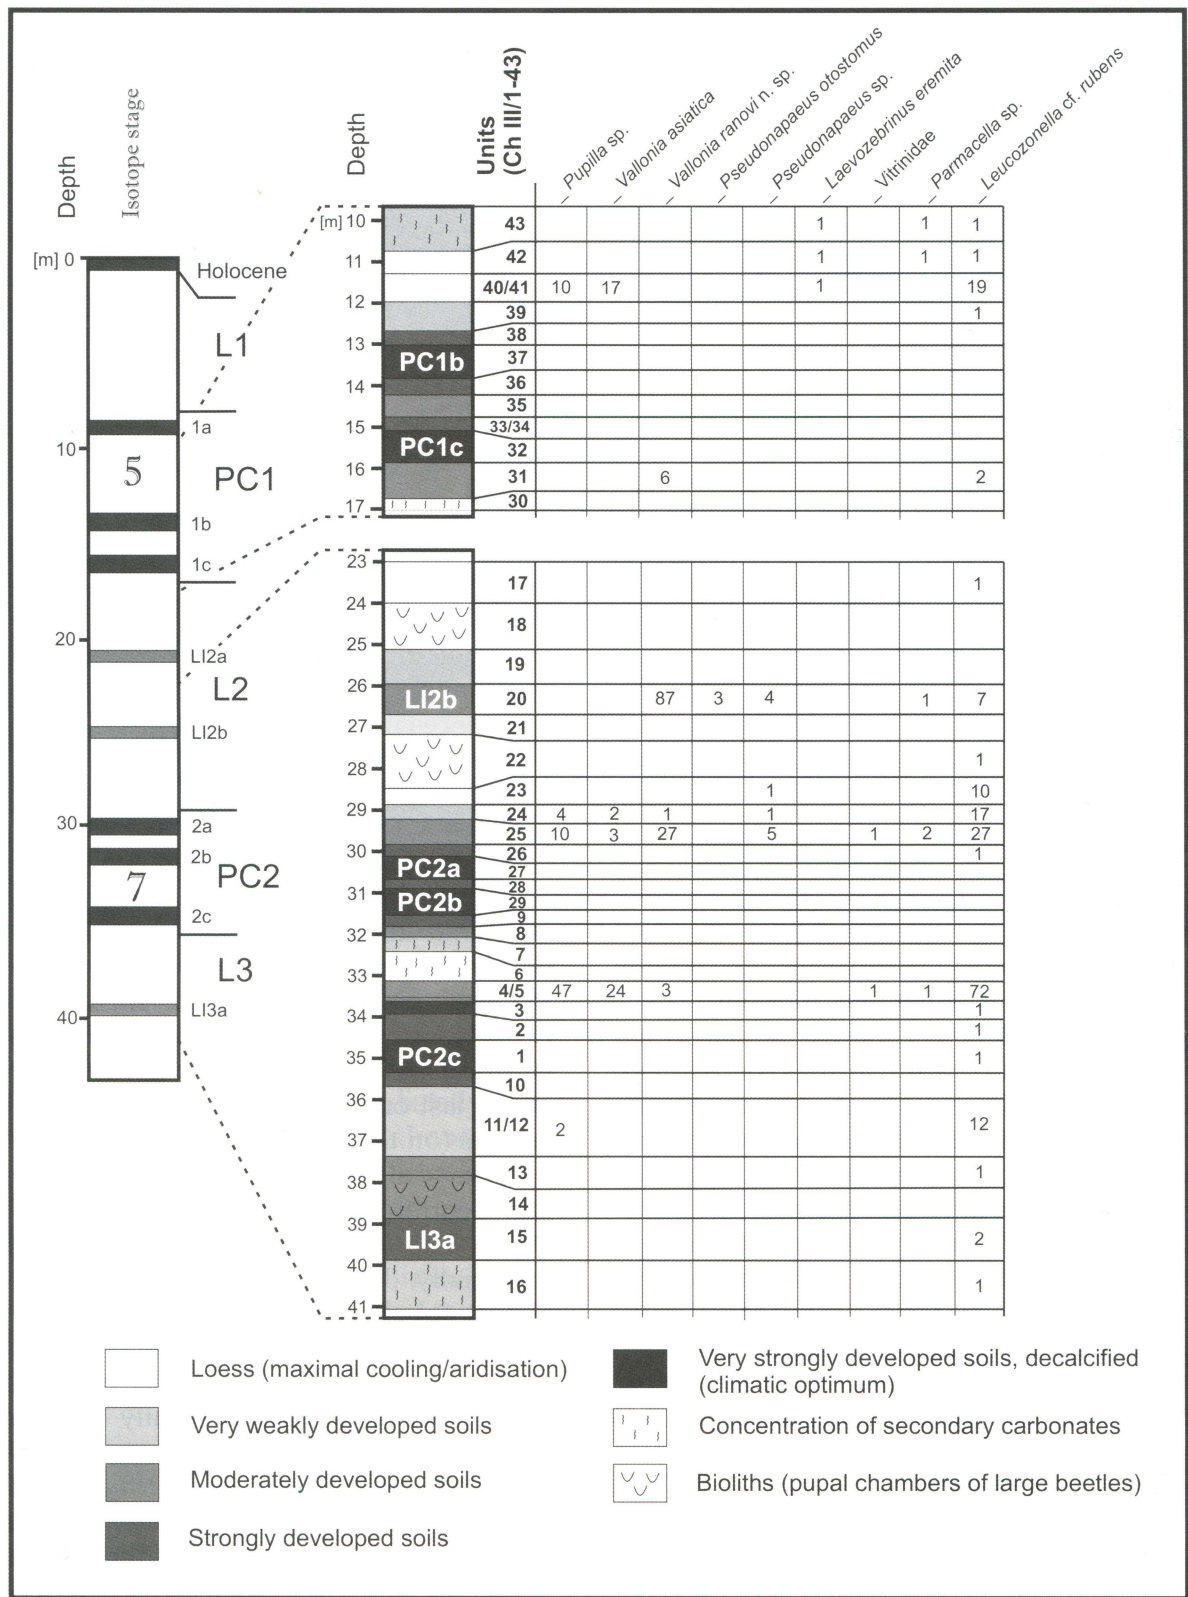 Depth
Isotope stage
Depth
Units
(Ch III/1-43)
Pupilla sp.
Vallonia asiatica
Vallonia ranovi n. sp.
Pseudonapaeus otostomus
Pseudonapaeus sp.
Laevozebrinus eremita
Vitrinidae
Parmacella sp.
Leucozonella cf. rubens
[m] 0
Holocene
L1
1a
10
5
PC1
1b
1c
20
LI2a
L2
LI2b
30
2a
2b
7
PC2
2c
L3
LI3a
40
[m] 10
11
12
13
14
15
16
17
PC1b
PC1c
43 1 1 1
42 1 1 1
40/41 10 17 1 19
39 1
38
37
36
35
33/34
32
31 6 2
30
23
24
25
26
27
28
29
30
31
32
33
34
35
36
37
38
39
40
41
LI2b
PC2a
PC2b
PC2c
LI3a
17 1
18
19
20 87 3 4 1 7
21
22 1
23 1 10
24 4 2 1 1 17
25 10 3 27 5 1 2 27
26 1
27
28
29
9
8
7
6
4/5 47 24 3 1 1 72
3 1
2 1
1 1
10
11/12 2 12
13 1
14
15 2
16 1
Loess (maximal cooling/aridisation)
Very weakly developed soils
Moderately developed soils
Strongly developed soils
Very strongly developed soils, decalcified
(climatic optimum)
Concentration of secondary carbonates
Bioliths (pupal chambers of large beetles)